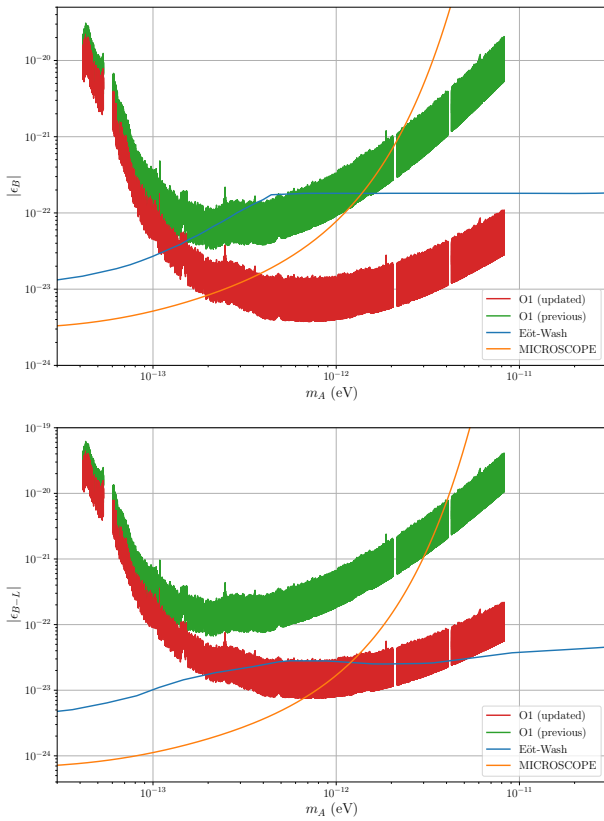 10⁻²⁰
10⁻²¹
10⁻²²
10⁻²³
10⁻²⁴
|ϵ_B|
10⁻¹³
10⁻¹²
10⁻¹¹
m_A (eV)
O1 (updated)
O1 (previous)
Eöt-Wash
MICROSCOPE
10⁻¹⁹
10⁻²⁰
10⁻²¹
10⁻²²
10⁻²³
10⁻²⁴
|ϵ_{B−L}|
10⁻¹³
10⁻¹²
10⁻¹¹
m_A (eV)
O1 (updated)
O1 (previous)
Eöt-Wash
MICROSCOPE